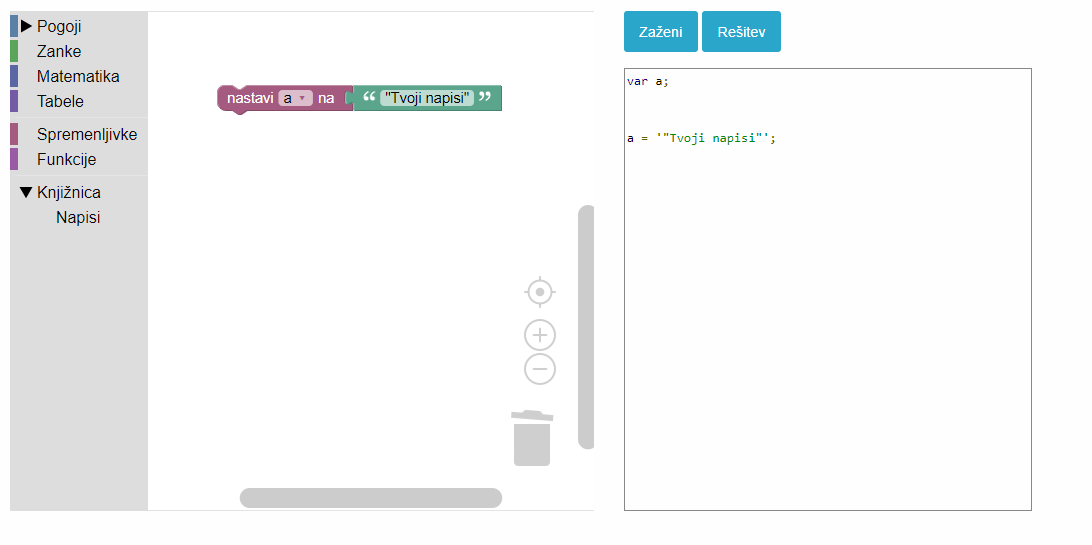 Pogoji
Zanke
Matematika
Tabele
Spremenljivke
Funkcije
Knjižnica
Napisi
nastavi a na “ "Tvoji napisi" ”
Zaženi Rešitev
var a;
a = '"Tvoji napisi"';